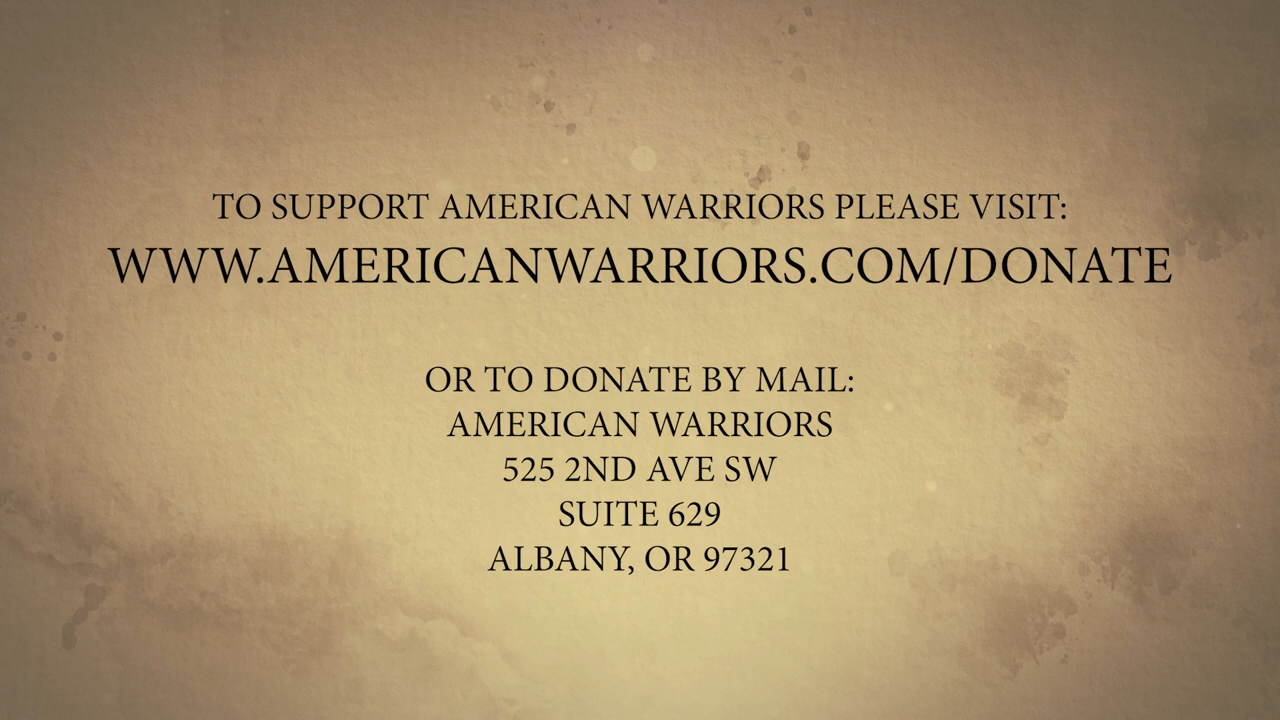 TO SUPPORT AMERICAN WARRIORS PLEASE VISIT:
WWW.AMERICANWARRIORS.COM/DONATE
OR TO DONATE BY MAIL:
AMERICAN WARRIORS
525 2ND AVE SW
SUITE 629
ALBANY, OR 97321